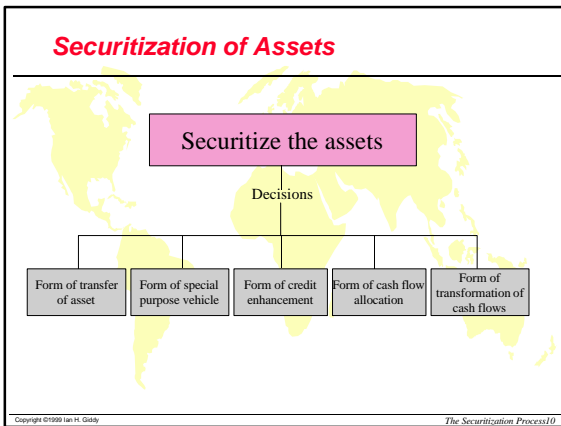 Securitization of Assets
Securitize the assets
Decisions
Form of transfer
of asset
Form of special
purpose vehicle
Form of credit
enhancement
Form of cash flow
allocation
Form of
transformation of
cash flows
Copyright ©1999 Ian H. Giddy
The Securitization Process10